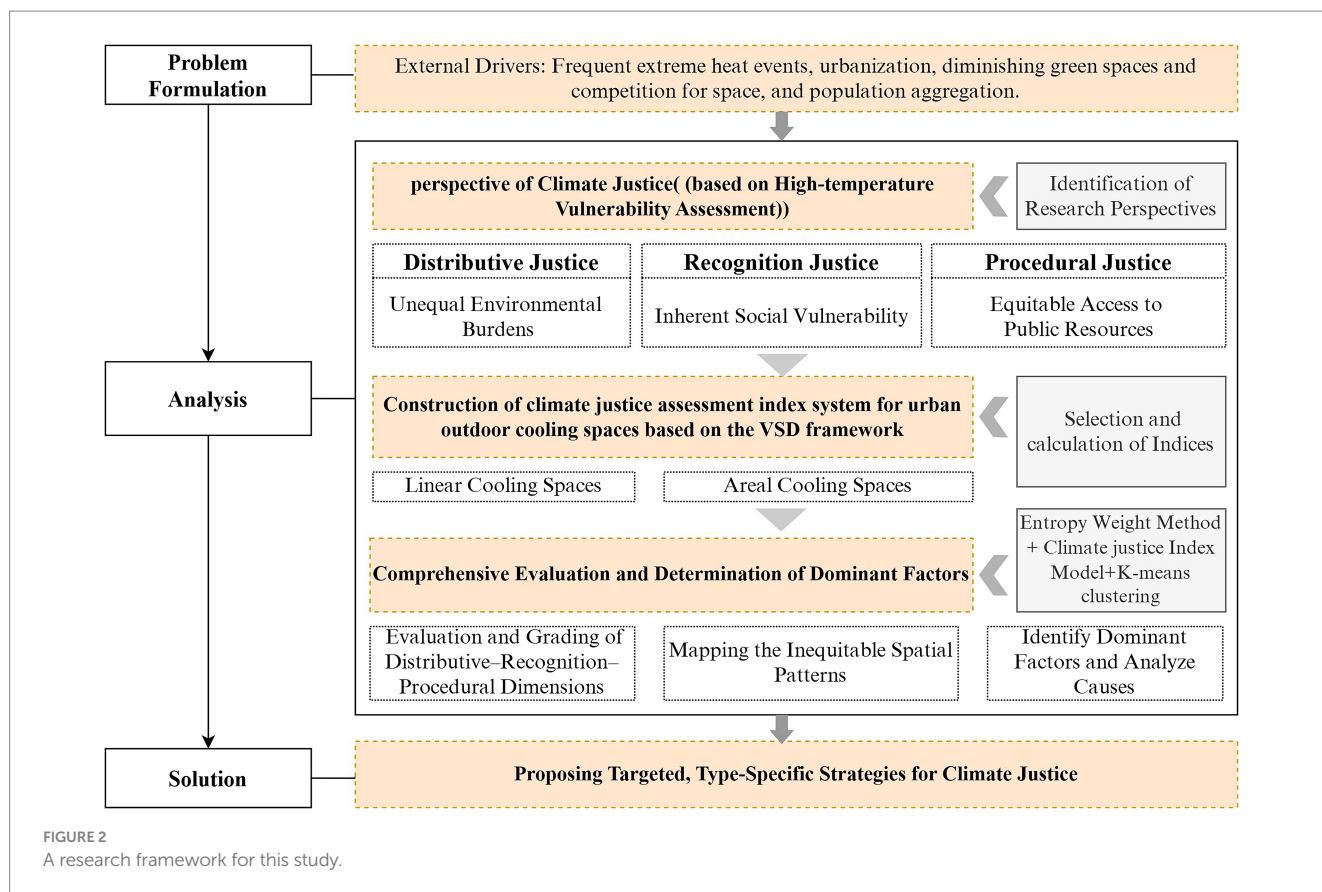 Problem
Formulation
External Drivers: Frequent extreme heat events, urbanization, diminishing green spaces and
competition for space, and population aggregation.
perspective of Climate Justice( (based on High-temperature
Vulnerability Assessment))
Identification of
Research Perspectives
Distributive Justice
Unequal Environmental
Burdens
Recognition Justice
Inherent Social Vulnerability
Procedural Justice
Equitable Access to
Public Resources
Analysis
Construction of climate justice assessment index system for urban
outdoor cooling spaces based on the VSD framework
Selection and
calculation of Indices
Linear Cooling Spaces
Areal Cooling Spaces
Comprehensive Evaluation and Determination of Dominant Factors
Entropy Weight Method
+ Climate justice Index
Model+K-means
clustering
Evaluation and Grading of
Distributive–Recognition–
Procedural Dimensions
Mapping the Inequitable Spatial
Patterns
Identify Dominant
Factors and Analyze
Causes
Solution
Proposing Targeted, Type-Specific Strategies for Climate Justice
FIGURE 2
A research framework for this study.